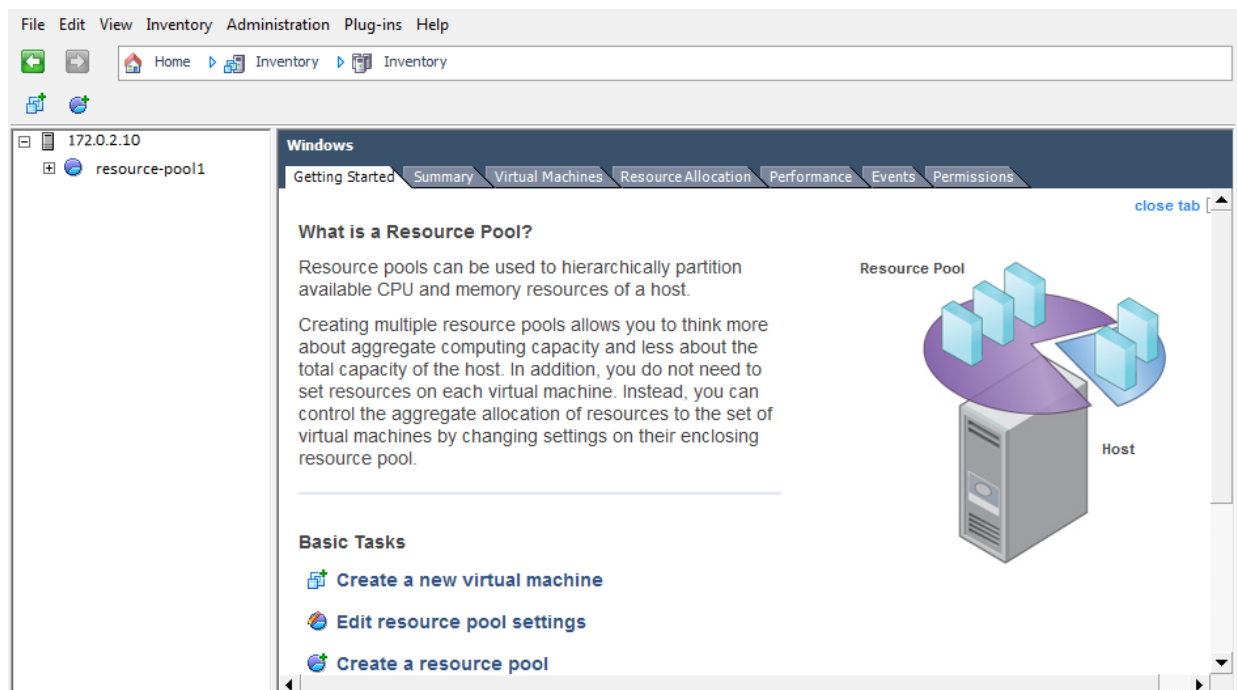 File Edit View Inventory Administration Plug-ins Help
Home Inventory Inventory
172.0.2.10
resource-pool1
Windows
Getting Started Summary Virtual Machines Resource Allocation Performance Events Permissions
close tab
What is a Resource Pool?
Resource pools can be used to hierarchically partition
available CPU and memory resources of a host.
Creating multiple resource pools allows you to think more
about aggregate computing capacity and less about the
total capacity of the host. In addition, you do not need to
set resources on each virtual machine. Instead, you can
control the aggregate allocation of resources to the set of
virtual machines by changing settings on their enclosing
resource pool.
Resource Pool
Host
Basic Tasks
Create a new virtual machine
Edit resource pool settings
Create a resource pool